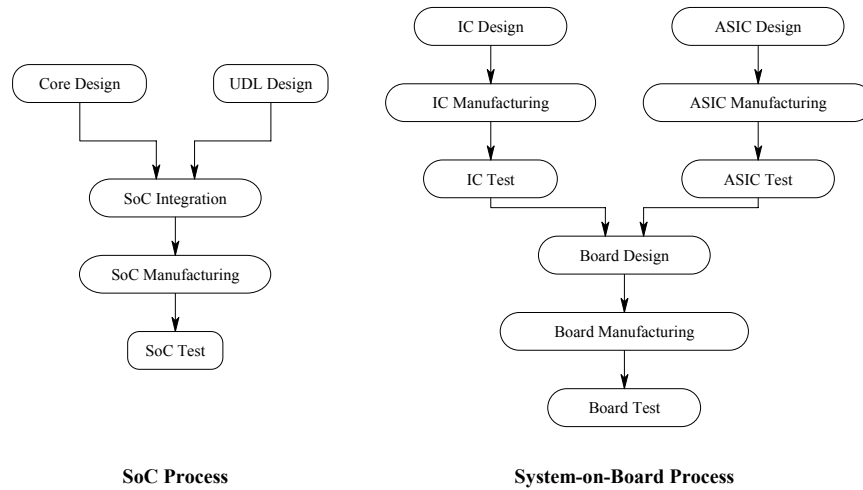 Core Design
UDL Design
SoC Integration
SoC Manufacturing
SoC Test
SoC Process
IC Design
ASIC Design
IC Manufacturing
ASIC Manufacturing
IC Test
ASIC Test
Board Design
Board Manufacturing
Board Test
System-on-Board Process